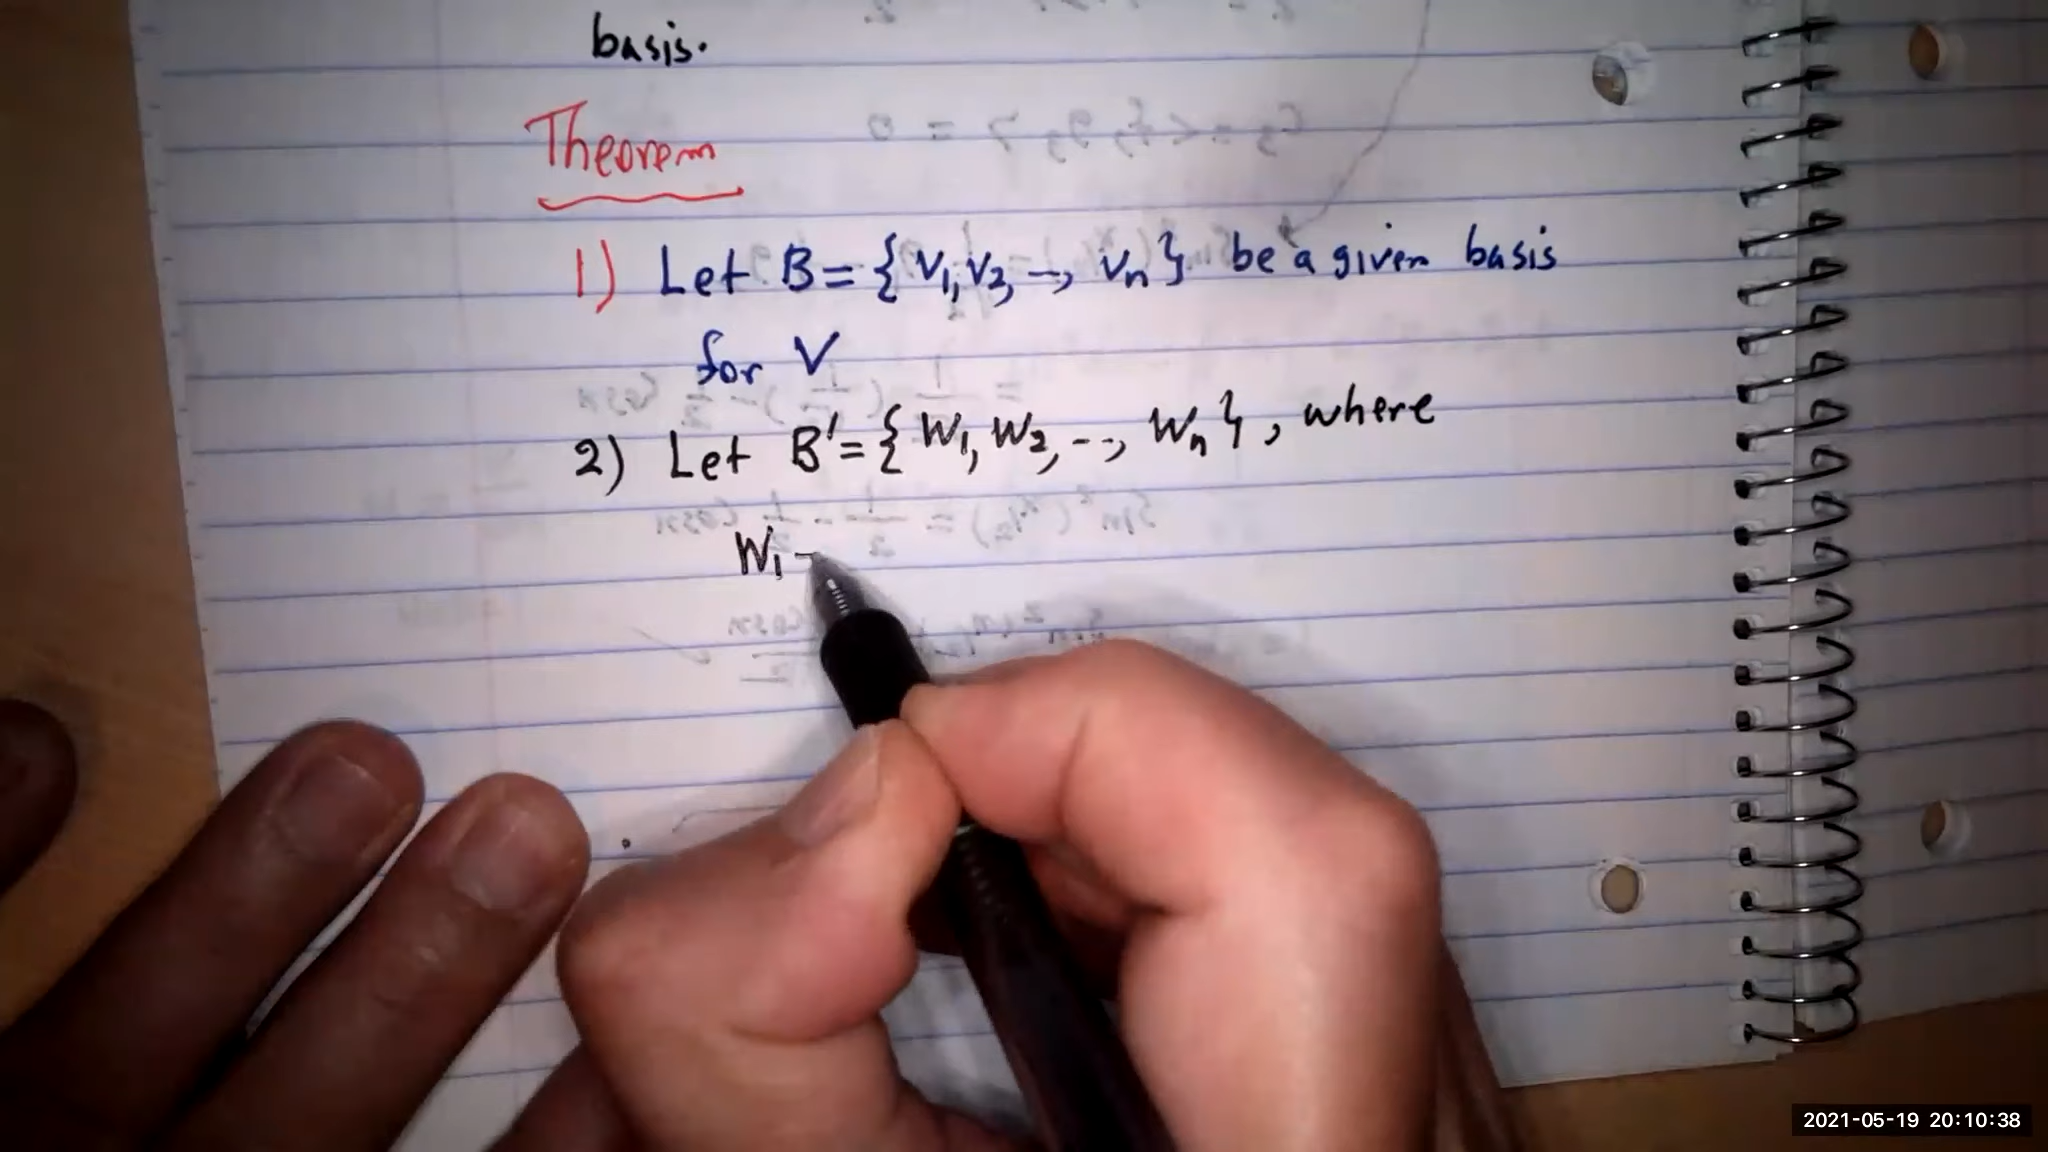 basis.
Theorem
1) Let B = {v1, v2, --, vn} be a given basis
for V
2) Let B' = {W1, W2, --, Wn}, where
W1 -
2021-05-19 20:10:38